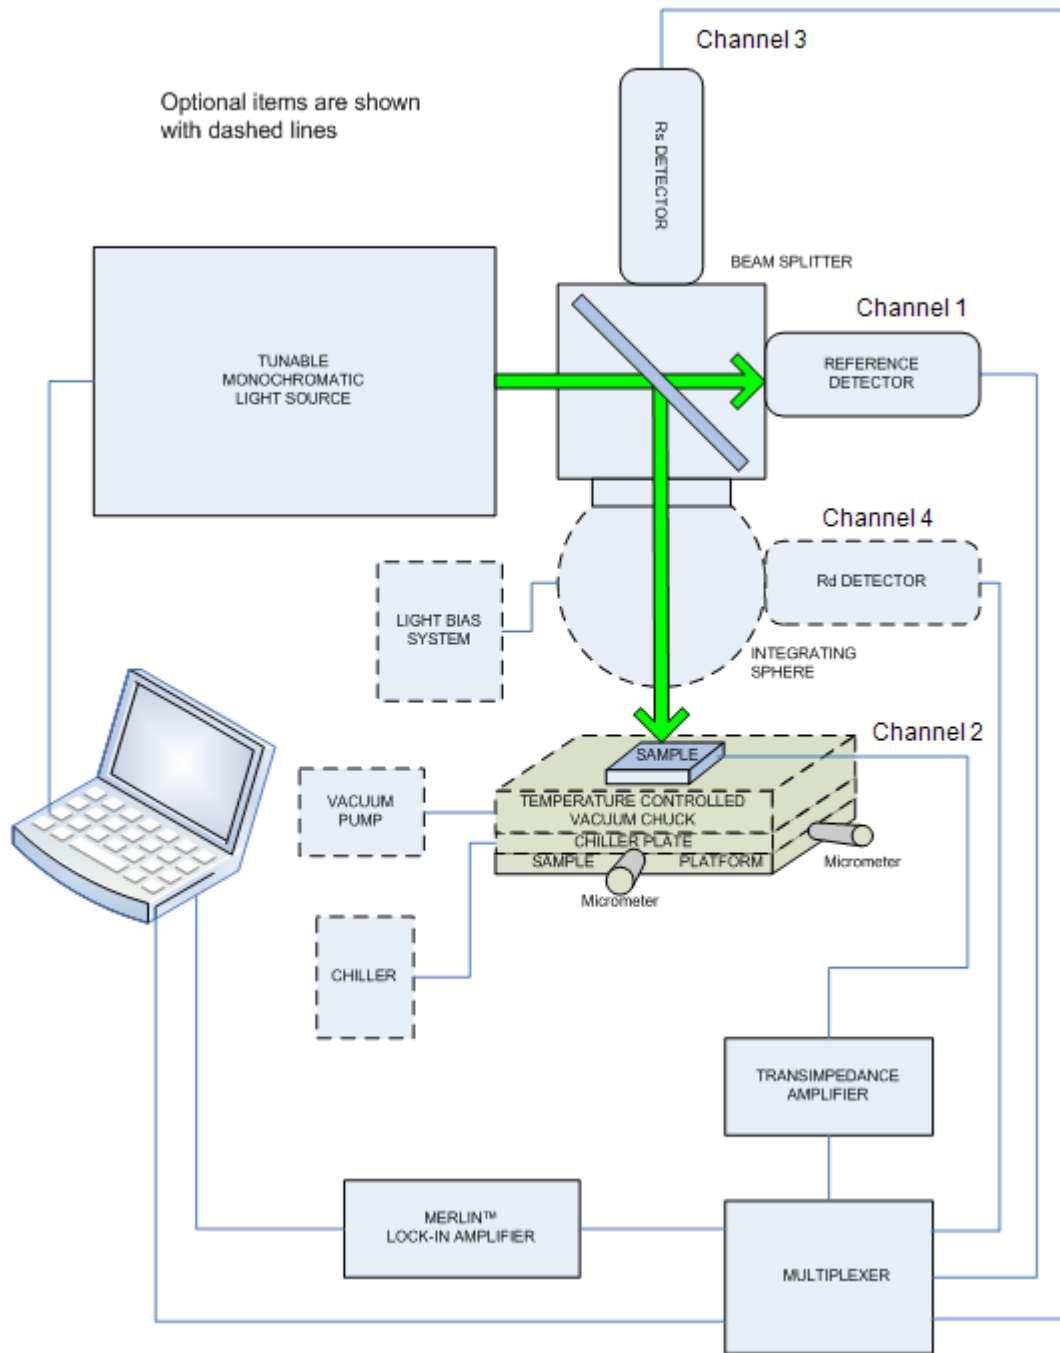 Channel 3
Optional items are shown
with dashed lines
Rs DETECTOR
BEAM SPLITTER
Channel 1
TUNABLE
MONOCHROMATIC
LIGHT SOURCE
REFERENCE
DETECTOR
Channel 4
Rd DETECTOR
LIGHT BIAS
SYSTEM
INTEGRATING
SPHERE
Channel 2
SAMPLE
VACUUM
PUMP
TEMPERATURE CONTROLLED
VACUUM CHUCK
CHILLER PLATE
SAMPLE PLATFORM
Micrometer
Micrometer
CHILLER
TRANSIMPEDANCE
AMPLIFIER
MERLIN™
LOCK-IN AMPLIFIER
MULTIPLEXER